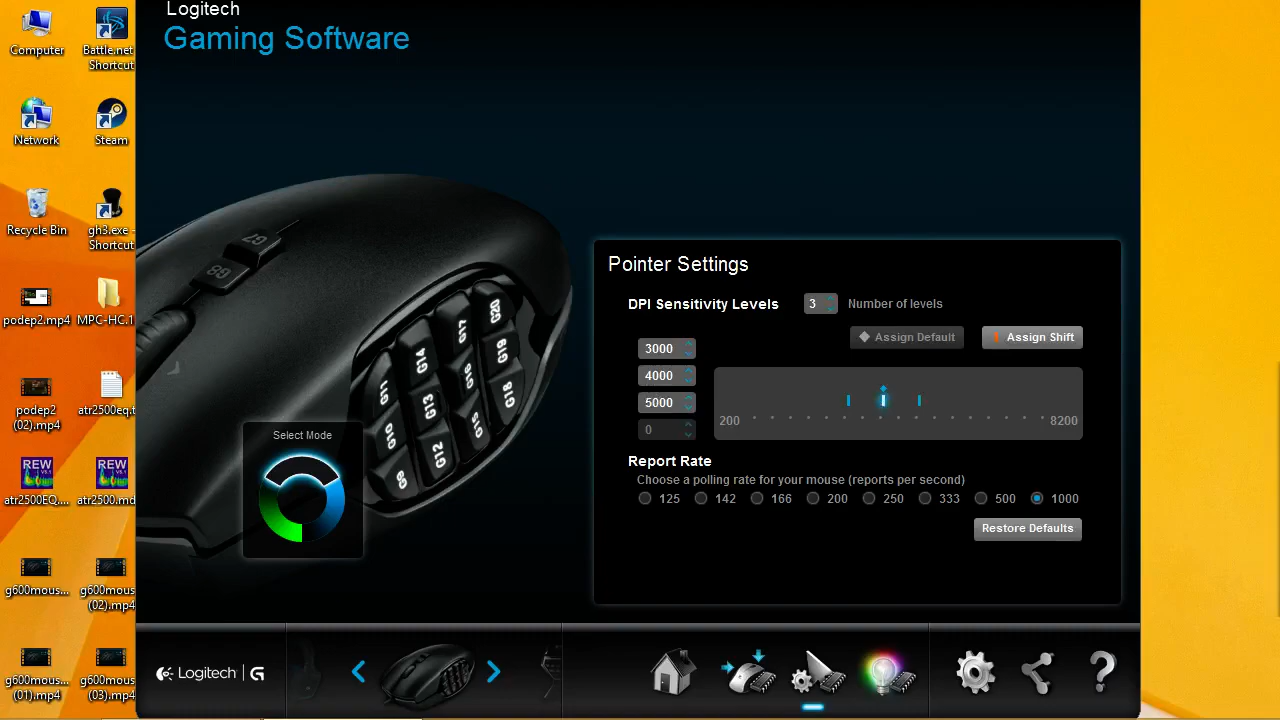 Logitech
Gaming Software
Computer
Battle.net
Shortcut
Network
Steam
Recycle Bin
gh3.exe -
Shortcut
podep2.mp4
MPC-HC.1
podep2
(02).mp4
atr2500eq.t
REW
V5.1
REW
V5.1
atr2500EQ....
atr2500.md
g600mous...
g600mous
(02).mp4
g600mous...
(01).mp4
g600mous
(03).mp4
G7
G8
G9
G10
G11
G12
G13
G14
G15
G16
G17
G18
G19
G20
Select Mode
Pointer Settings
DPI Sensitivity Levels
3
Number of levels
Assign Default
Assign Shift
3000
4000
5000
0
200
8200
Report Rate
Choose a polling rate for your mouse (reports per second)
125 142 166 200 250 333 500 1000
Restore Defaults
Logitech | G
?